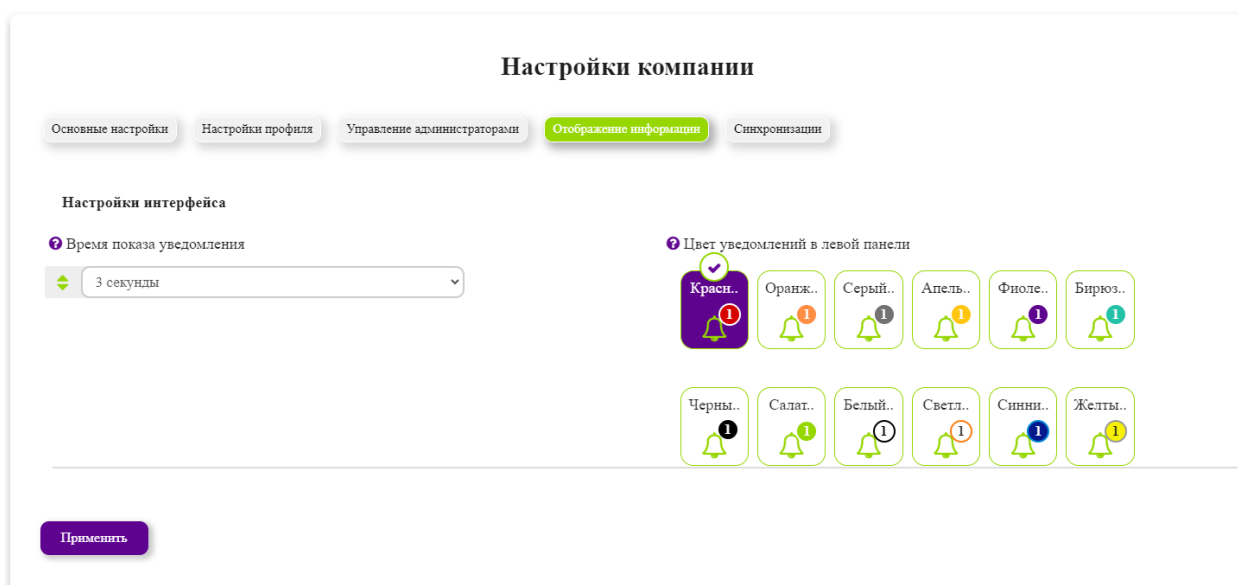 Настройки компании
Основные настройки Настройки профиля Управление администраторами Отображение информации Синхронизации
Настройки интерфейса
Время показа уведомления
3 секунды
Цвет уведомлений в левой панели
Красн.. Оранж.. Серый.. Апель.. Фиоле.. Бирюз..
1 1 1 1 1 1
Черны.. Салат.. Белый.. Светл.. Синни.. Желты..
1 1 1 1 1 1
Применить